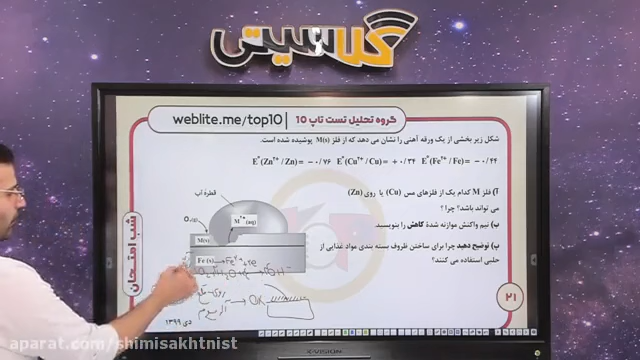 کلاسیتی
weblite.me/top10 گروه تحلیل تست تاپ 10
شکل زیر بخشی از یک ورقه آهنی را نشان می دهد که از فلز M(s) پوشیده شده است.
E°(Zn²⁺/Zn) = −۰/۷۶ E°(Cu²⁺/Cu) = +۰/۳۴ E°(Fe²⁺/Fe) = −۰/۴۴
آ) فلز M کدام یک از فلزهای مس (Cu) یا روی (Zn)
می تواند باشد؟ چرا؟
ب) نیم واکنش موازنه شدهٔ کاهش را بنویسید.
پ) توضیح دهید چرا برای ساختن ظروف بسته بندی مواد غذایی از
حلبی استفاده می کنند؟
قطره آب
M²⁺(aq)
M(s)
Fe(s) → Fe²⁺ + 2e
شب امتحان
دی ۱۳۹۹
۲۱
aparat.com/shimisakhtnist